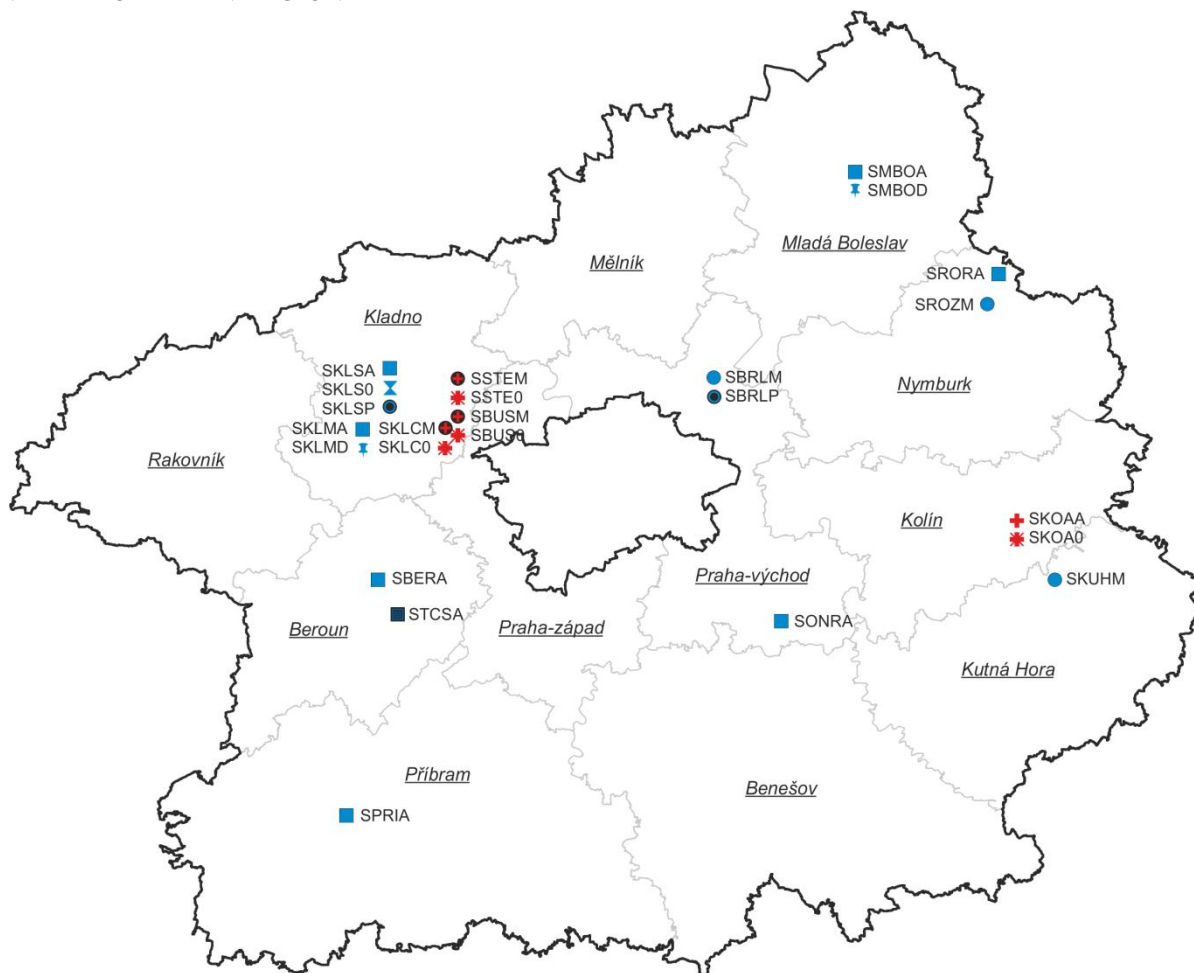 SMBOA
SMBOD
Mladá Boleslav
Mělník
SRORA
SROZM
Kladno
SKLSA
SKLS0
SKLSP
SSTEM
SSTE0
SBUSM
SBUS0
SBRLM
SBRLP
Nymburk
SKLMA
SKLCM
SKLMD
SKLC0
Rakovník
Kolín
SKOAA
SKOA0
SBERA
Praha-východ
SKUHM
STCSA
SONRA
Beroun
Praha-západ
Kutná Hora
Příbram
Benešov
SPRIA